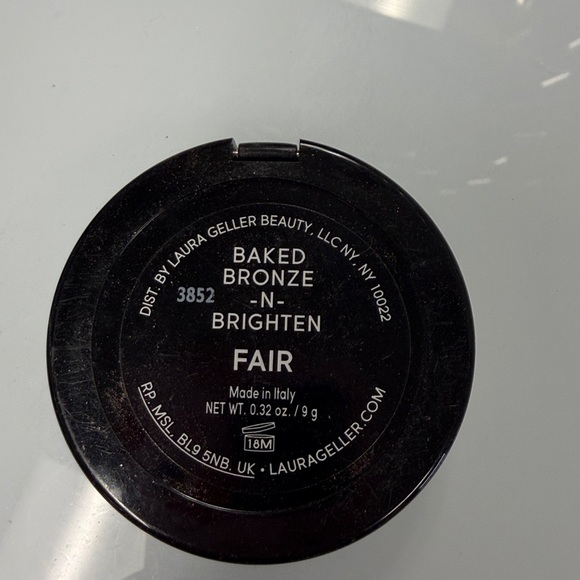 DIST. BY LAURA GELLER BEAUTY, LLC NY, NY 10022
BAKED
BRONZE
3852
-N-
BRIGHTEN
FAIR
Made in Italy
NET WT. 0.32 oz. / 9 g
18M
RP. MSL. BL9 5NB. UK • LAURAGELLER.COM